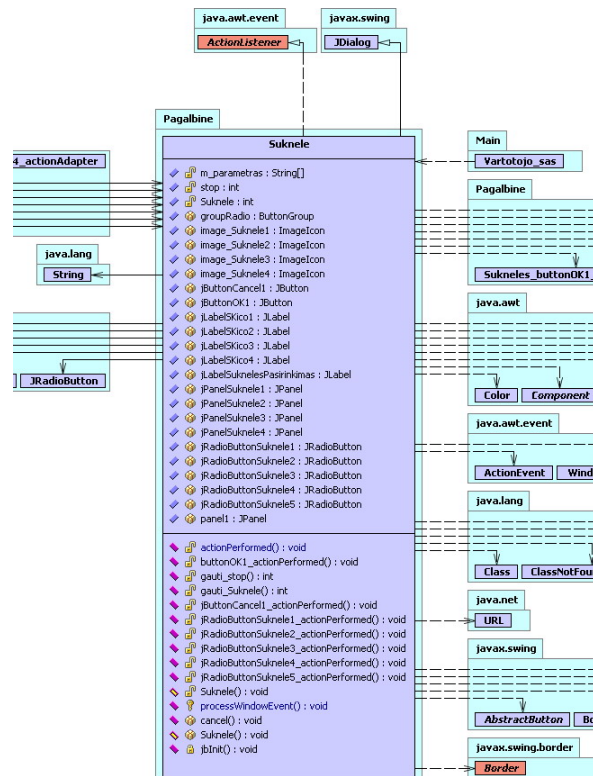 java.awt.event
javax.swing
ActionListener
JDialog
Pagalbine
Suknele
m_parametras : String[]
stop : int
Suknele : int
groupRadio : ButtonGroup
image_Suknele1 : ImageIcon
image_Suknele2 : ImageIcon
image_Suknele3 : ImageIcon
image_Suknele4 : ImageIcon
jButtonCancel1 : JButton
jButtonOK1 : JButton
jLabelSKico1 : JLabel
jLabelSKico2 : JLabel
jLabelSKico3 : JLabel
jLabelSKico4 : JLabel
jLabelSuknelesPasirinkimas : JLabel
jPanelSuknele1 : JPanel
jPanelSuknele2 : JPanel
jPanelSuknele3 : JPanel
jPanelSuknele4 : JPanel
jRadioButtonSuknele1 : JRadioButton
jRadioButtonSuknele2 : JRadioButton
jRadioButtonSuknele3 : JRadioButton
jRadioButtonSuknele4 : JRadioButton
jRadioButtonSuknele5 : JRadioButton
panel1 : JPanel
actionPerformed() : void
buttonOK1_actionPerformed() : void
gauti_stop() : int
gauti_Suknele() : int
jButtonCancel1_actionPerformed() : void
jRadioButtonSuknele1_actionPerformed() : void
jRadioButtonSuknele2_actionPerformed() : void
jRadioButtonSuknele3_actionPerformed() : void
jRadioButtonSuknele4_actionPerformed() : void
jRadioButtonSuknele5_actionPerformed() : void
Suknele() : void
processWindowEvent() : void
cancel() : void
Suknele() : void
jbInit() : void
4_actionAdapter
java.lang
String
JRadioButton
Main
Vartotojo_sas
Pagalbine
Sukneles_buttonOK1_
java.awt
Color
Component
java.awt.event
ActionEvent
Wind
java.lang
Class
ClassNotFou
java.net
URL
javax.swing
AbstractButton
Bo
javax.swing.border
Border